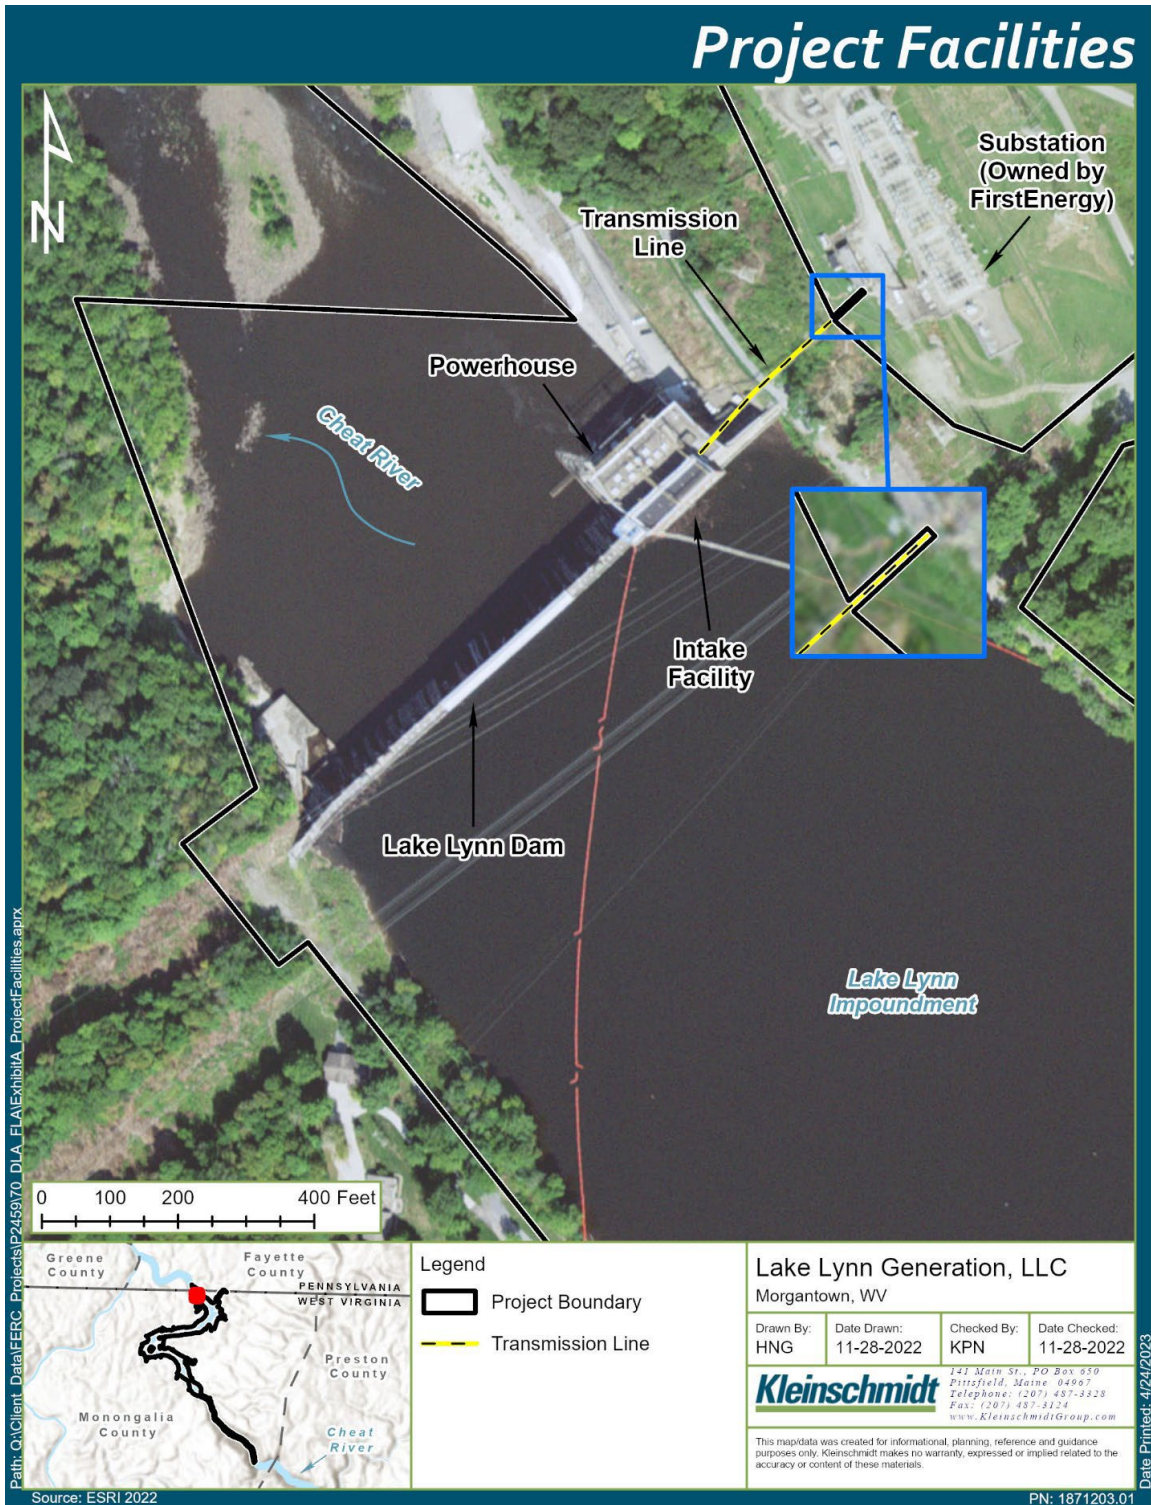 Project Facilities
Substation
(Owned by
FirstEnergy)
Transmission
Line
Powerhouse
Cheat River
Intake
Facility
Lake Lynn Dam
Lake Lynn
Impoundment
N
0 100 200 400 Feet
Greene
County
Fayette
County
PENNSYLVANIA
WEST VIRGINIA
Preston
County
Monongalia
County
Cheat
River
Legend
Project Boundary
Transmission Line
Lake Lynn Generation, LLC
Morgantown, WV
Drawn By:
HNG
Date Drawn:
11-28-2022
Checked By:
KPN
Date Checked:
11-28-2022
Kleinschmidt
141 Main St., PO Box 650
Pittsfield, Maine 04967
Telephone: (207) 487-3328
Fax: (207) 487-3124
www.KleinschmidtGroup.com
This map/data was created for informational, planning, reference and guidance
purposes only. Kleinschmidt makes no warranty, expressed or implied related to the
accuracy or content of these materials.
Path: Q:\Client_Data\FERC_Projects\P2459\70_DLA_FLA\ExhibitA_ProjectFacilities.aprx
Date Printed: 4/24/2023
Source: ESRI 2022
PN: 1871203.01